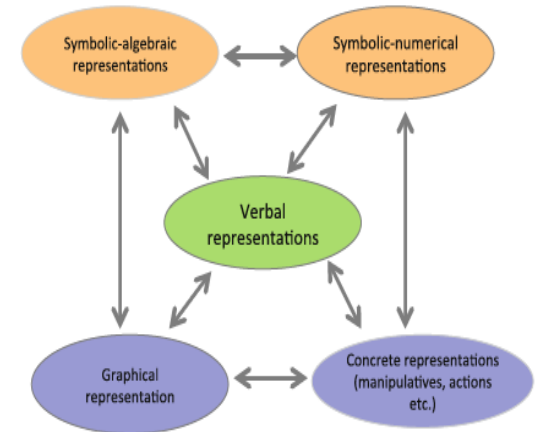 Symbolic-algebraic
representations
Symbolic-numerical
representations
Verbal
representations
Graphical
representation
Concrete representations
(manipulatives, actions
etc.)